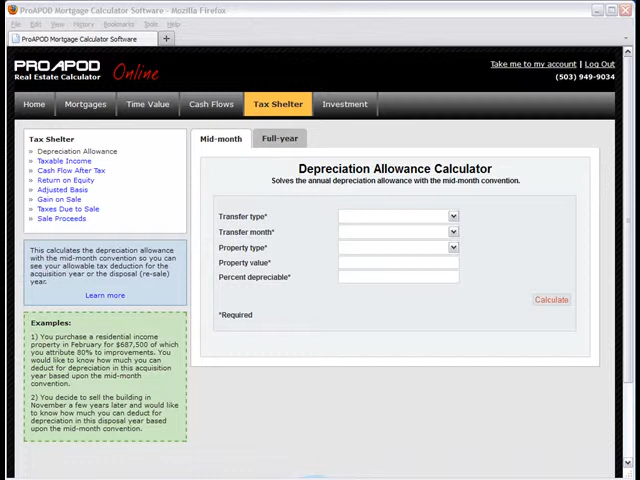 ProAPOD Mortgage Calculator Software - Mozilla Firefox
File Edit View History Bookmarks Tools Help
ProAPOD Mortgage Calculator Software
PROAPOD
Real Estate Calculator Online
Take me to my account | Log Out
(503) 949-9034
Home Mortgages Time Value Cash Flows Tax Shelter Investment
Tax Shelter
» Depreciation Allowance
» Taxable Income
» Cash Flow After Tax
» Return on Equity
» Adjusted Basis
» Gain on Sale
» Taxes Due to Sale
» Sale Proceeds
This calculates the depreciation allowance
with the mid-month convention so you can
see your allowable tax deduction for the
acquisition year or the disposal (re-sale)
year.
Learn more
Examples:
1) You purchase a residential income
property in February for $687,500 of which
you attribute 80% to improvements. You
would like to know how much you can
deduct for depreciation in this acquisition
year based upon the mid-month
convention.
2) You decide to sell the building in
November a few years later and would
like to know how much you can deduct for
depreciation in this disposal year based
upon the mid-month convention.
Mid-month Full-year
Depreciation Allowance Calculator
Solves the annual depreciation allowance with the mid-month convention.
Transfer type*
Transfer month*
Property type*
Property value*
Percent depreciable*
Calculate
*Required